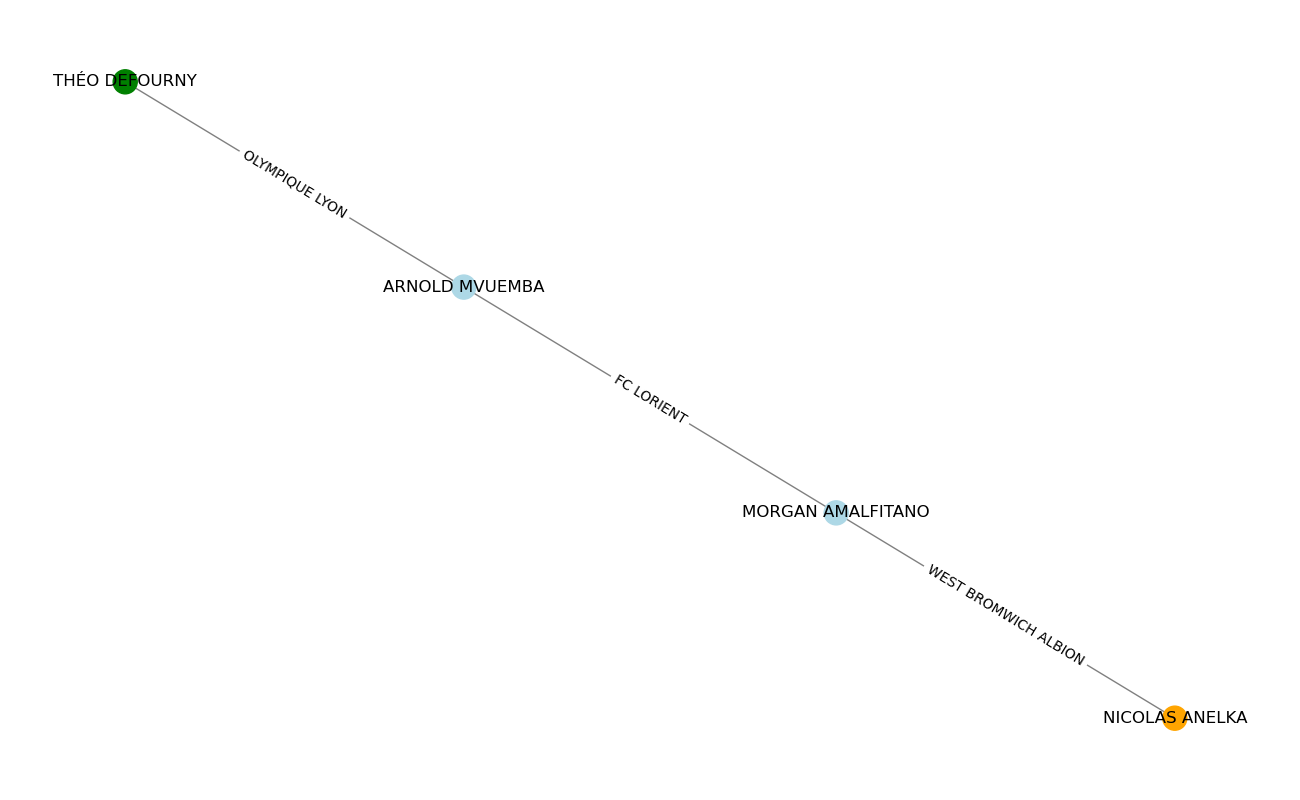 THÉO DEFOURNY
OLYMPIQUE LYON
ARNOLD MVUEMBA
FC LORIENT
MORGAN AMALFITANO
WEST BROMWICH ALBION
NICOLAS ANELKA